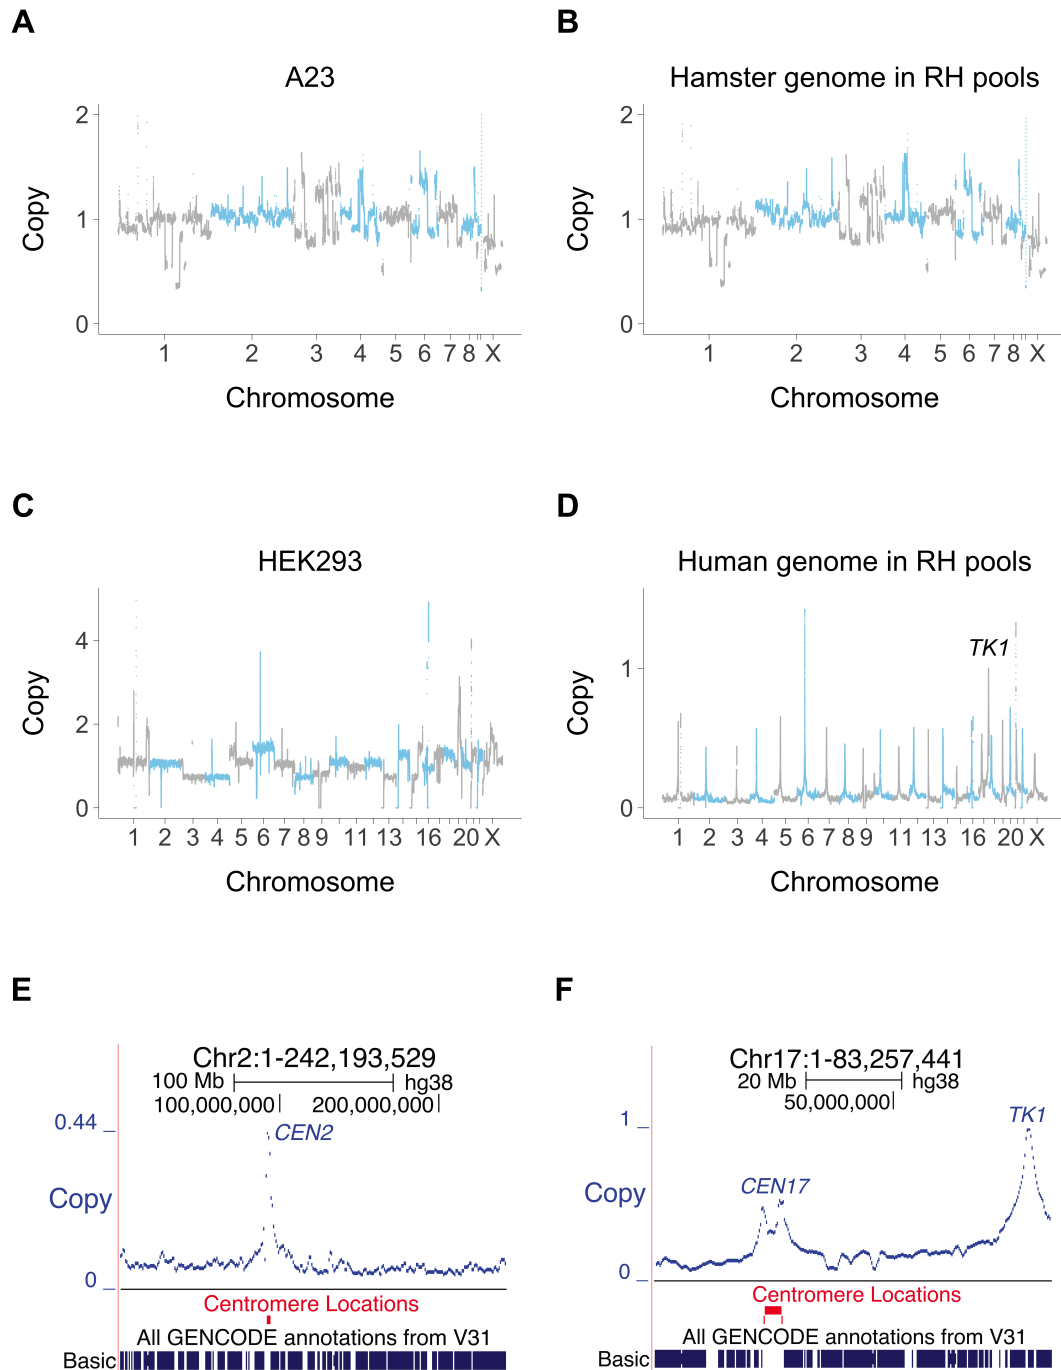 A
B
A23
Hamster genome in RH pools
2
1
0
Copy
1 2 3 4 5 6 7 8 X
Chromosome
2
1
0
Copy
1 2 3 4 5 6 7 8 X
Chromosome
C
D
HEK293
Human genome in RH pools
4
2
0
Copy
1 2 3 4 5 6 7 8 9 11 13 16 20 X
Chromosome
TK1
1
0
Copy
1 2 3 4 5 6 7 8 9 11 13 16 20 X
Chromosome
E
F
Chr2:1-242,193,529
100 Mb hg38
100,000,000 200,000,000
0.44
CEN2
Copy
0
Centromere Locations
All GENCODE annotations from V31
Basic
Chr17:1-83,257,441
20 Mb hg38
50,000,000
1
TK1
CEN17
Copy
0
Centromere Locations
All GENCODE annotations from V31
Basic